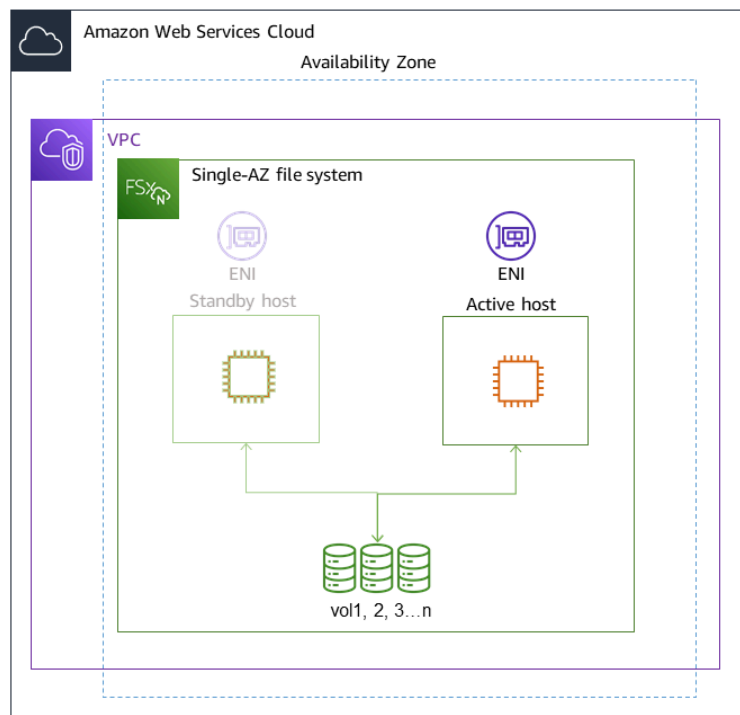 Amazon Web Services Cloud
Availability Zone
VPC
FSx
N
Single-AZ file system
ENI
ENI
Standby host
Active host
vol1, 2, 3...n